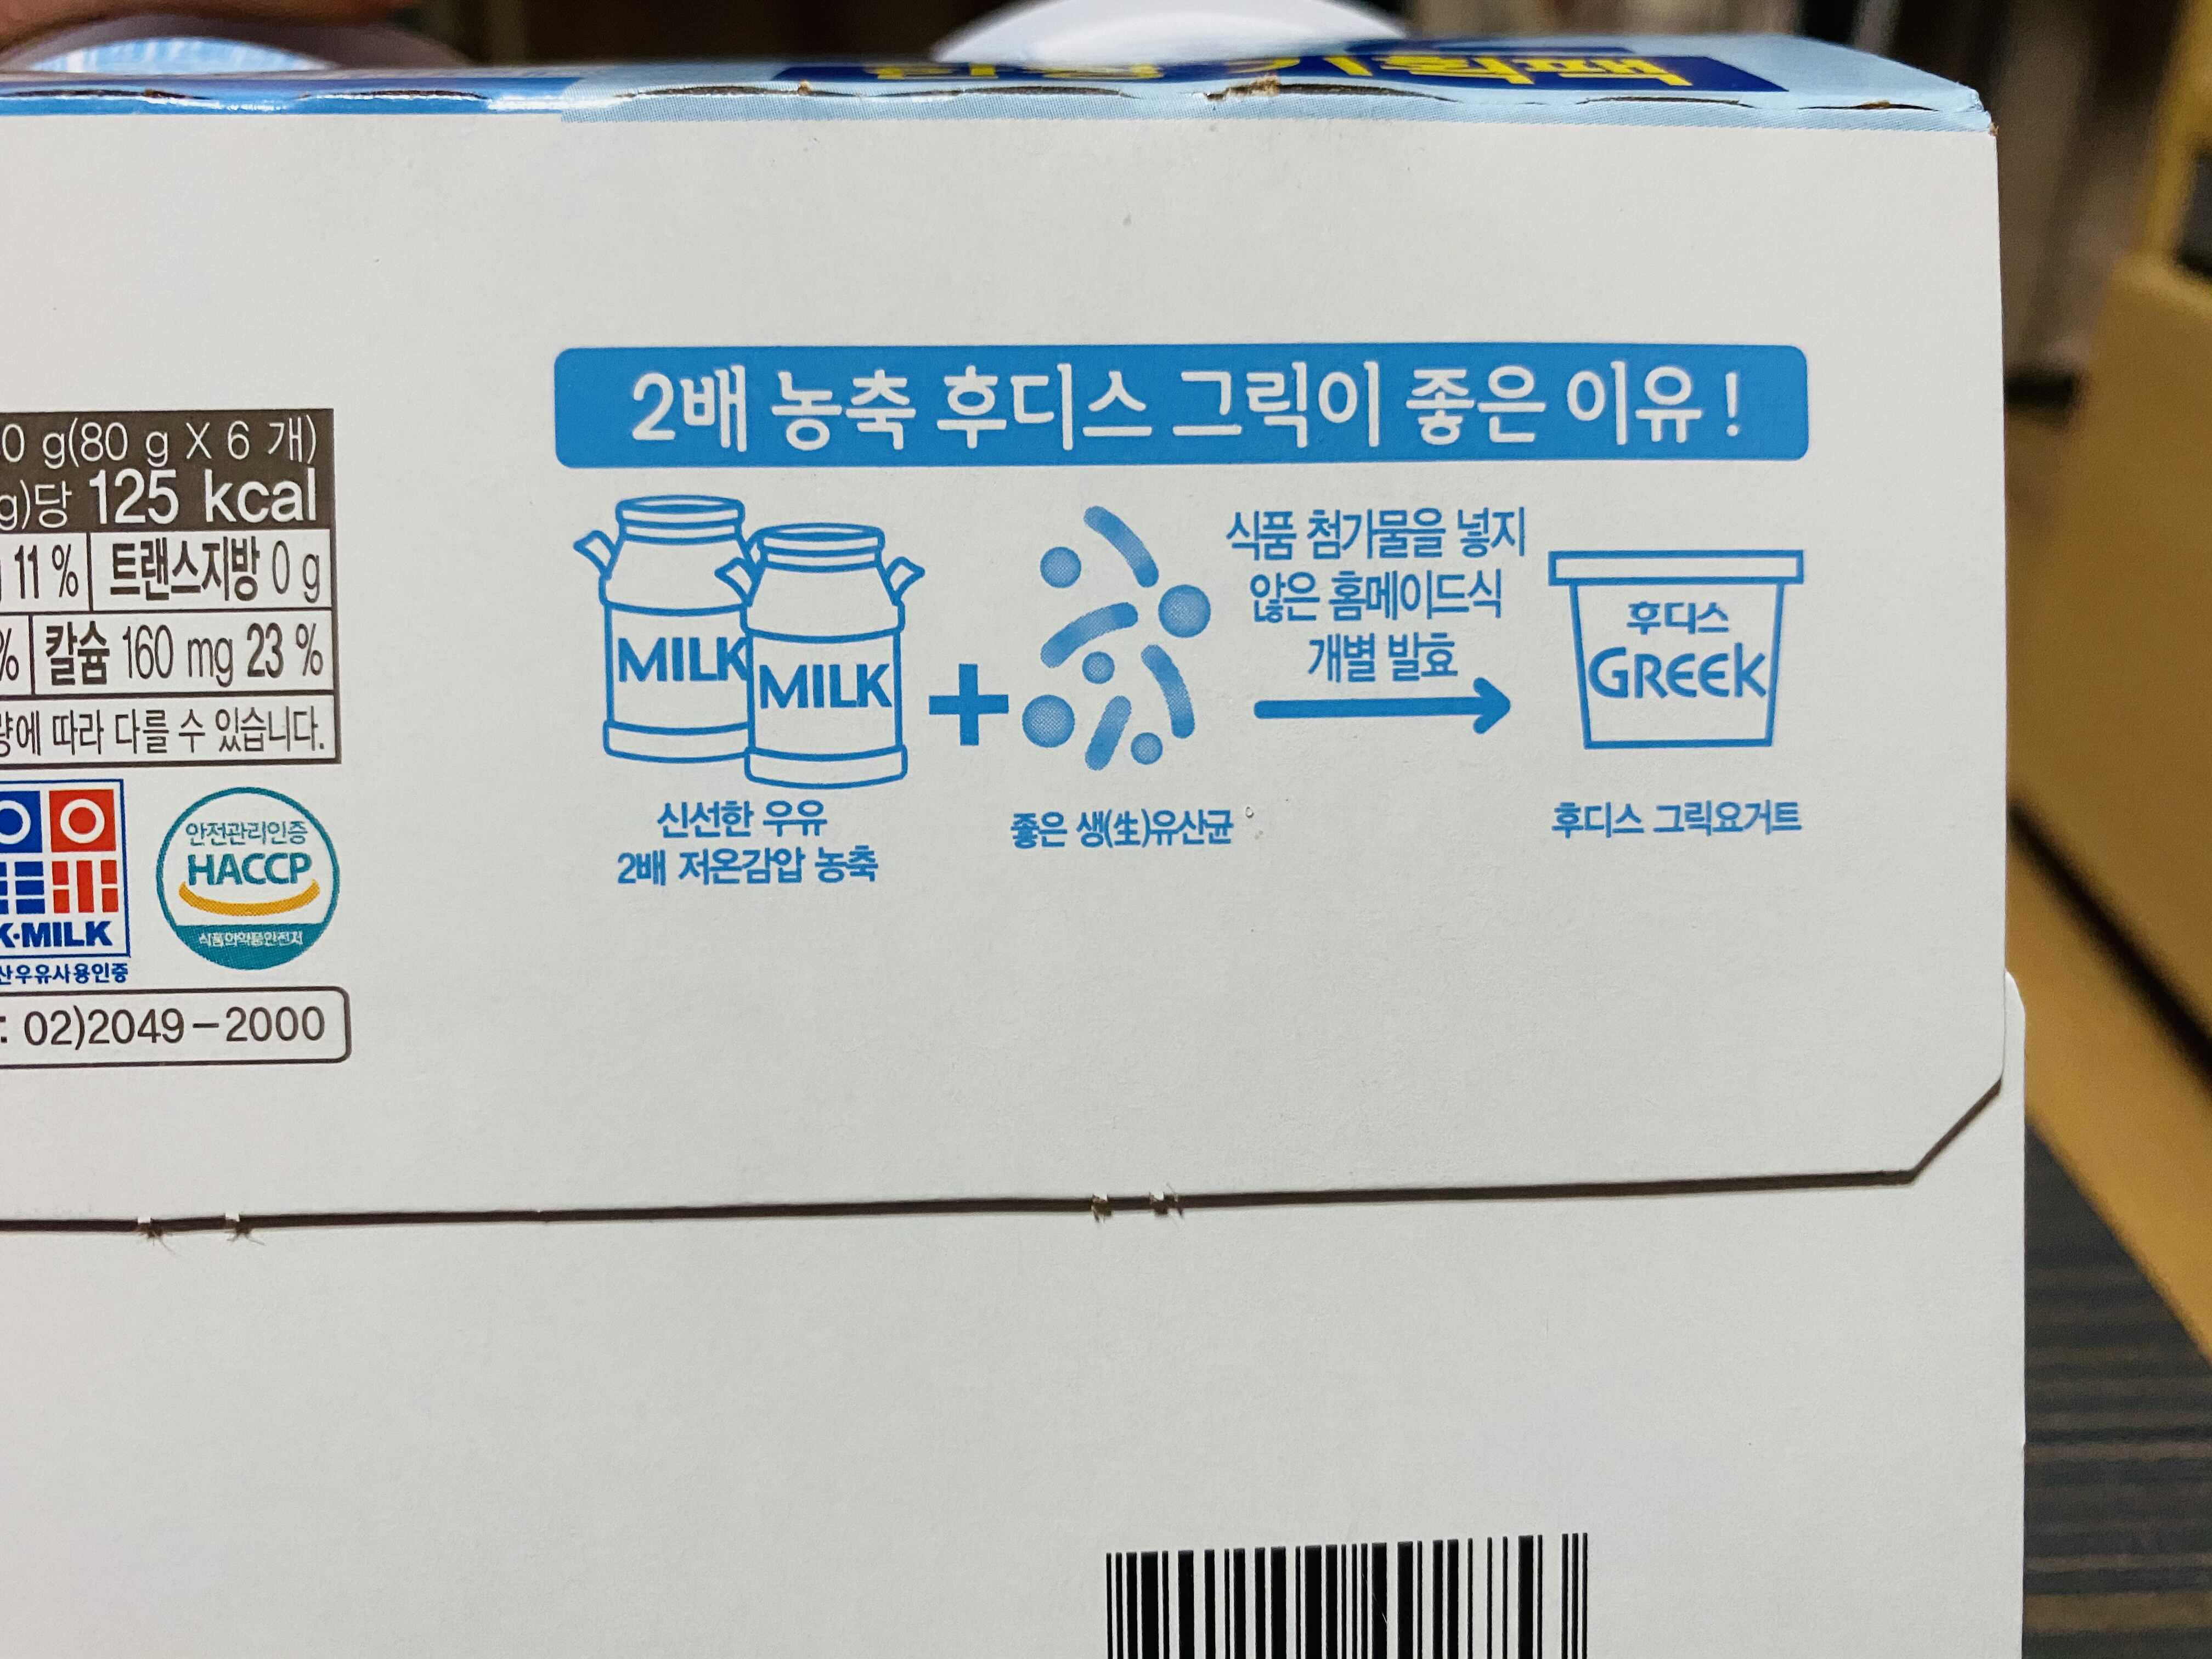 기획팩
0 g(80 g X 6 개)
g)당 125 kcal
11 % 트랜스지방 0 g
% 칼슘 160 mg 23 %
량에 따라 다를 수 있습니다.
K·MILK
산우유사용인증
안전관리인증
HACCP
식품의약품안전처
: 02)2049-2000
2배 농축 후디스 그릭이 좋은 이유!
MILK
MILK
+
식품 첨가물을 넣지
않은 홈메이드식
개별 발효
후디스
GREEK
신선한 우유
2배 저온감압 농축
좋은 생(生)유산균
후디스 그릭요거트